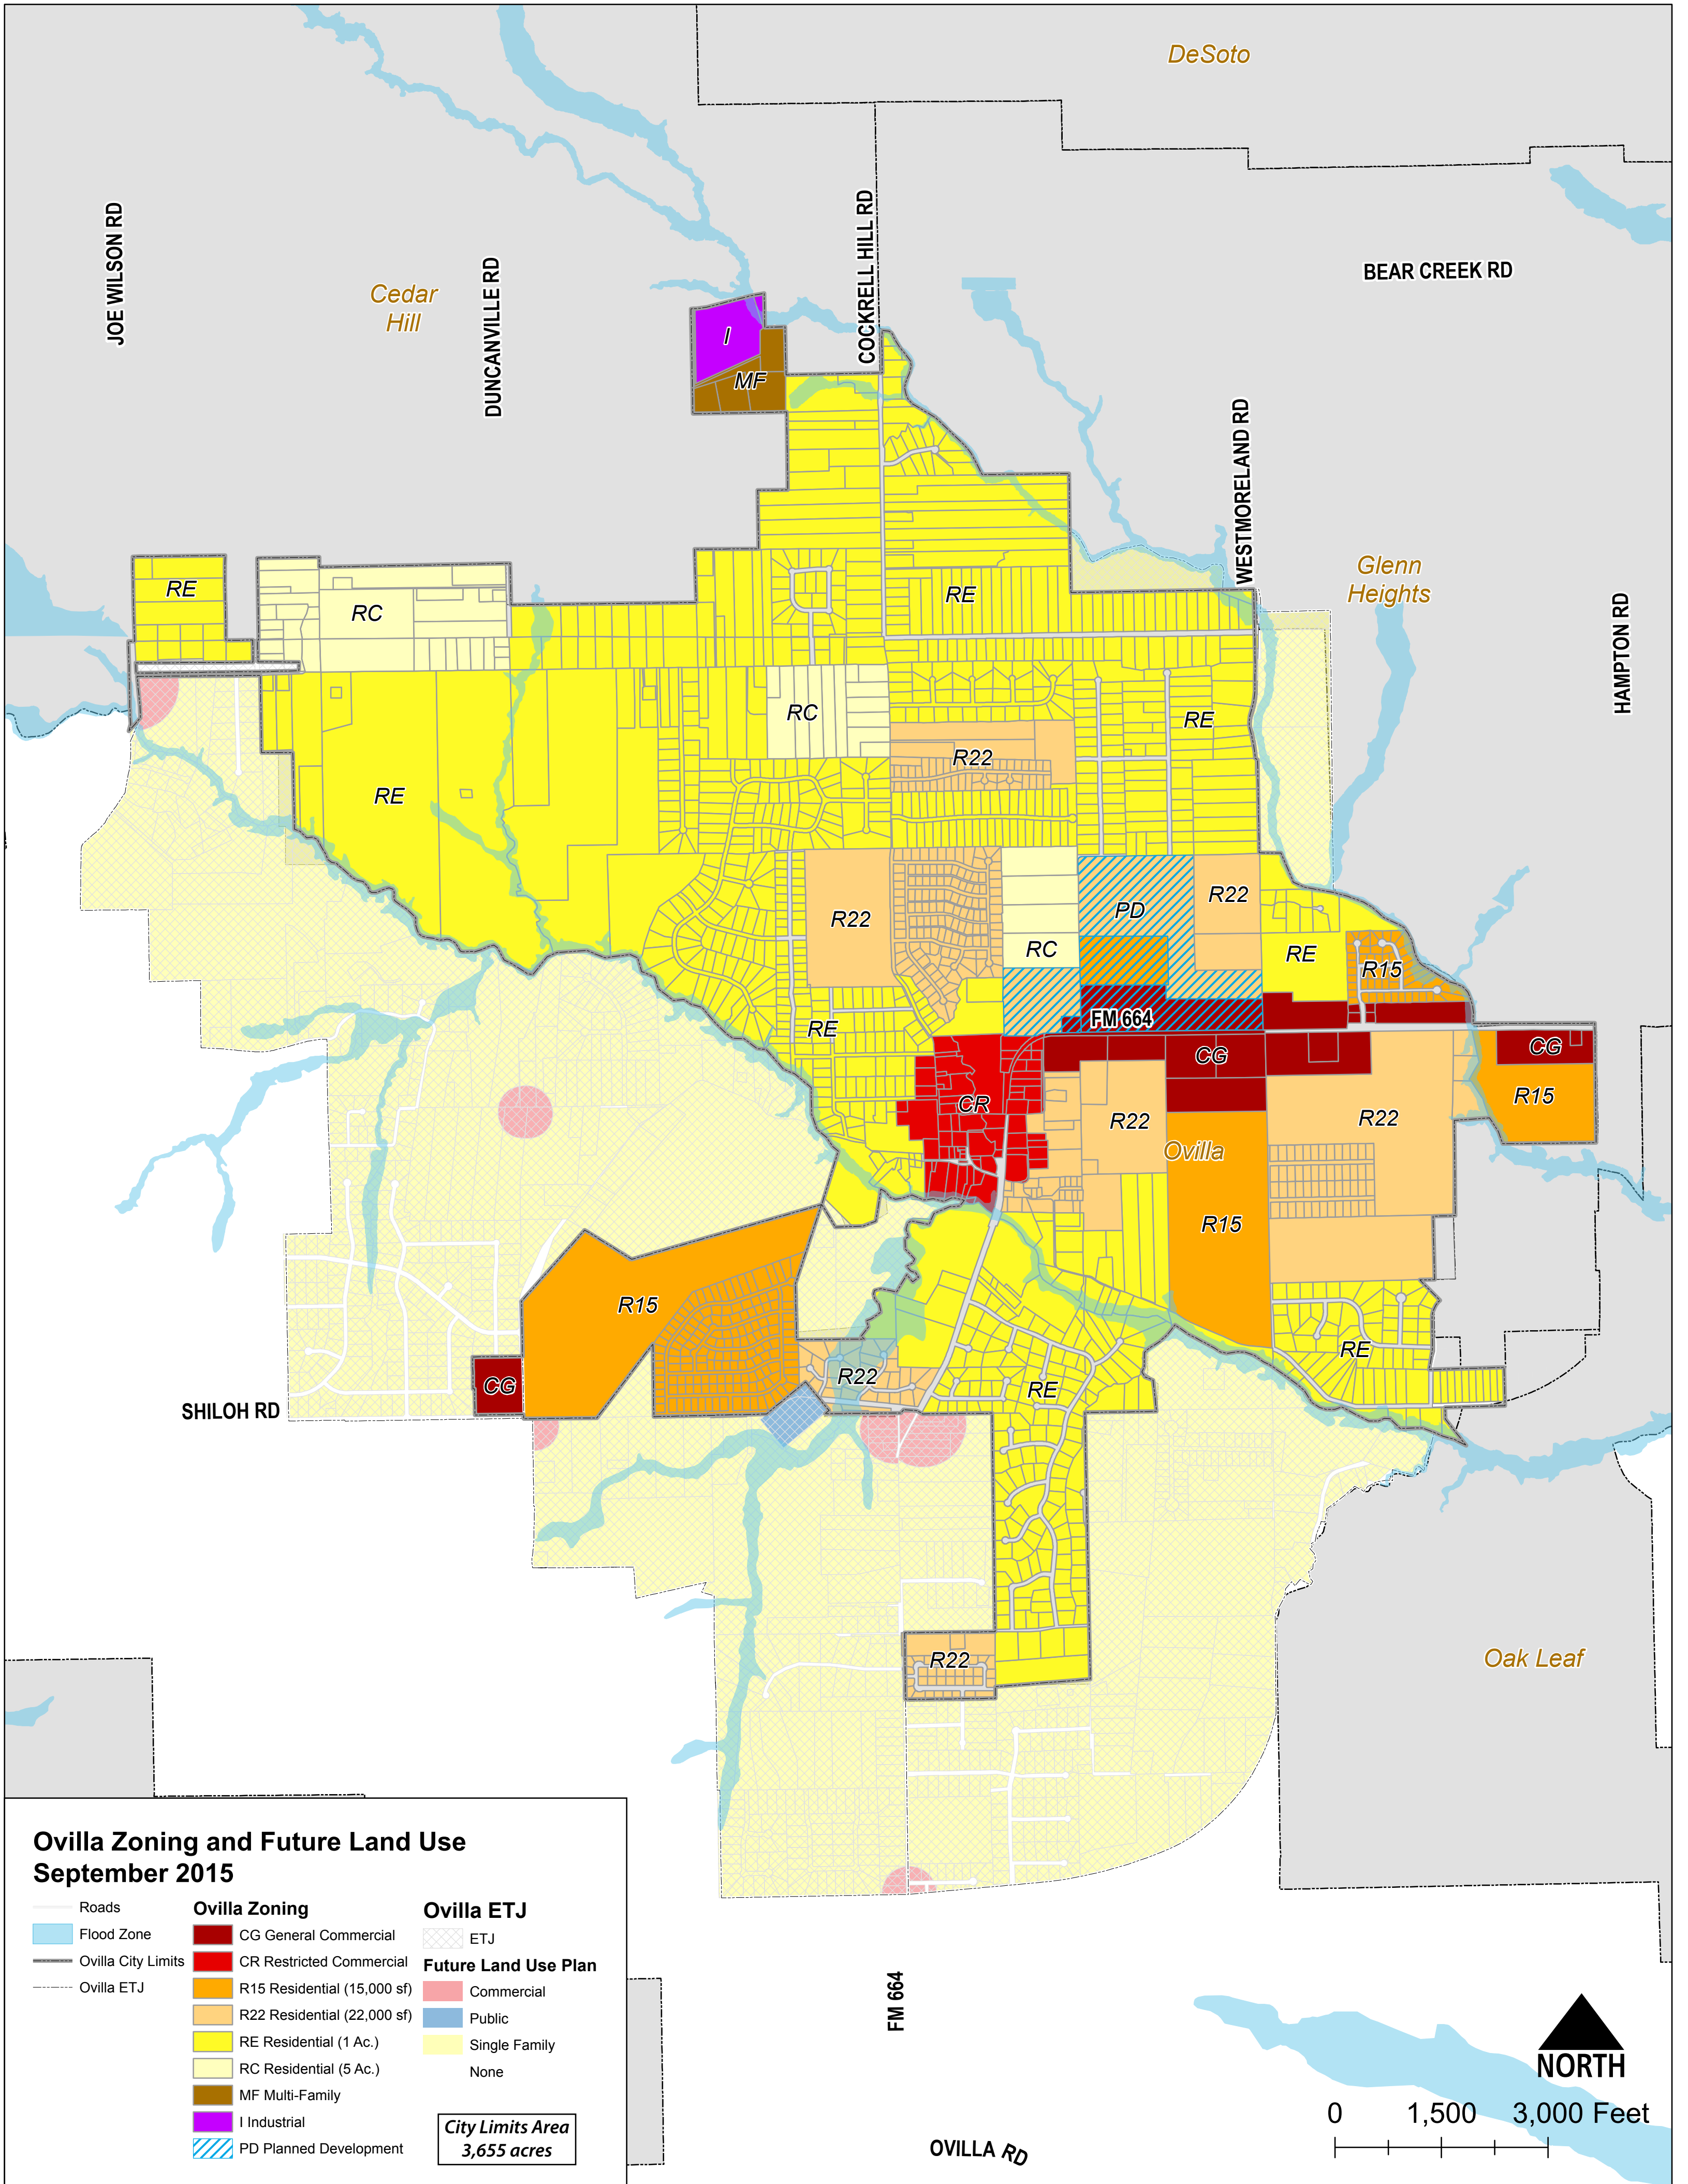 DeSoto
JOE WILSON RD
Cedar
Hill
DUNCANVILLE RD
COCKRELL HILL RD
BEAR CREEK RD
I
MF
WESTMORELAND RD
Glenn
Heights
HAMPTON RD
RE
RC
RE
RC
RE
R22
RE
R22
PD
R22
RC
RE
R15
RE
FM 664
CG
CG
CR
R22
R22
R15
Ovilla
R15
R15
RE
R22
CG
RE
SHILOH RD
R22
Oak Leaf
Ovilla Zoning and Future Land Use
September 2015
Roads
Flood Zone
Ovilla City Limits
Ovilla ETJ
Ovilla Zoning
CG General Commercial
CR Restricted Commercial
R15 Residential (15,000 sf)
R22 Residential (22,000 sf)
RE Residential (1 Ac.)
RC Residential (5 Ac.)
MF Multi-Family
I Industrial
PD Planned Development
Ovilla ETJ
ETJ
Future Land Use Plan
Commercial
Public
Single Family
None
City Limits Area
3,655 acres
FM 664
OVILLA RD
NORTH
0 1,500 3,000 Feet